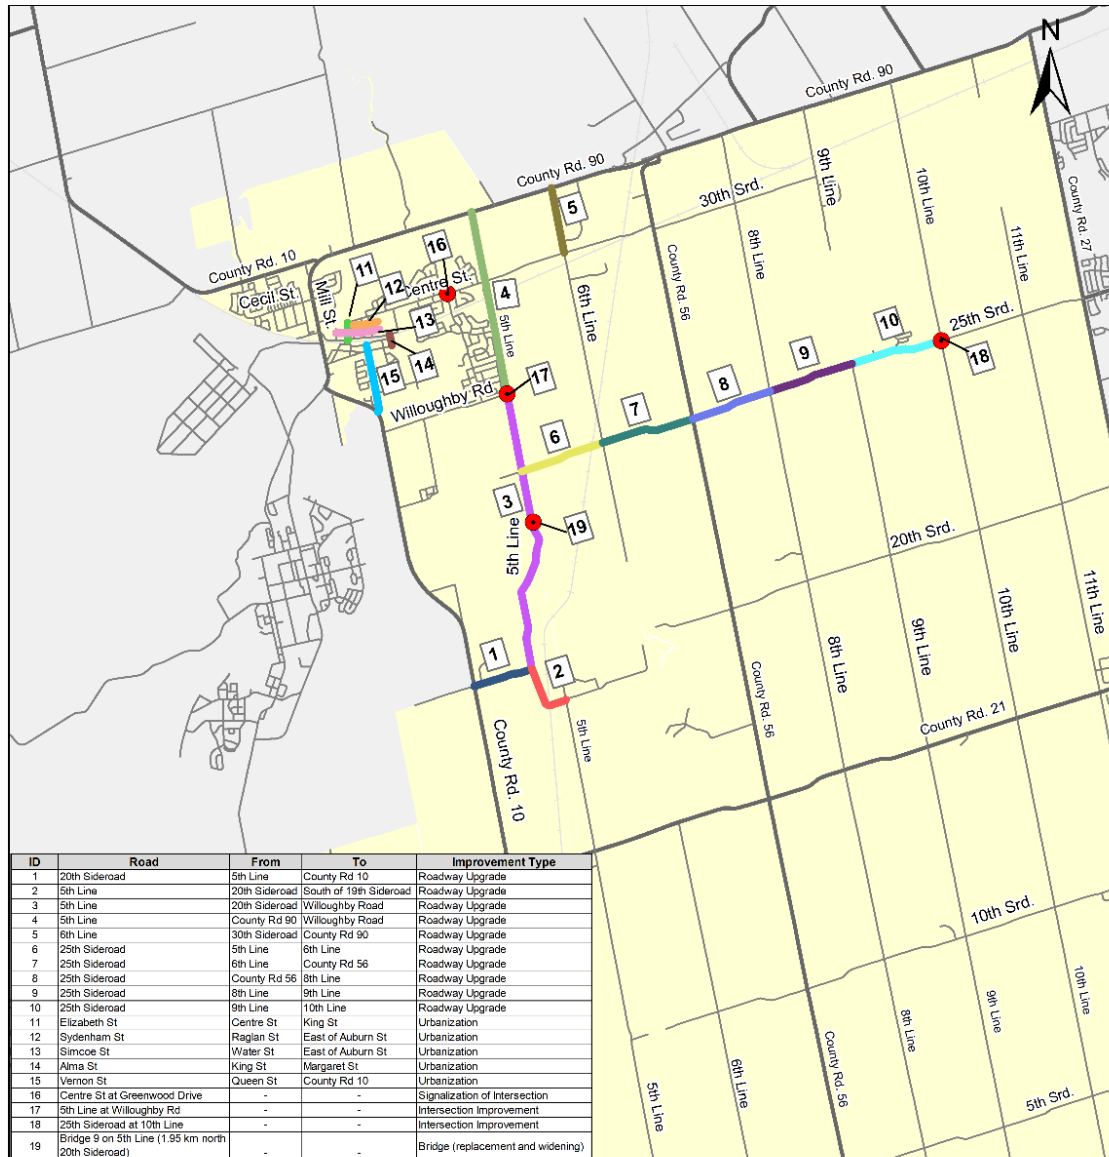 N
County Rd. 90
County Rd. 90
9th Line
10th Line
30th Srd.
County Rd. 27
11th Line
5
16
County Rd. 10
Cecil St.
Mill St.
11
12
Centre St.
4
5th Line
6th Line
County Rd. 56
8th Line
13
14
15
Willoughby Rd.
17
10
25th Srd.
18
9
8
7
6
3
5th Line
19
20th Srd.
1
2
5th Line
County Rd. 10
County Rd. 56
8th Line
9th Line
10th Line
11th Line
County Rd. 21
10th Srd.
10th Line
9th Line
8th Line
6th Line
5th Line
County Rd. 56
5th Srd.
ID Road From To Improvement Type
1 20th Sideroad 5th Line County Rd 10 Roadway Upgrade
2 5th Line 20th Sideroad South of 19th Sideroad Roadway Upgrade
3 5th Line 20th Sideroad Willoughby Road Roadway Upgrade
4 5th Line County Rd 90 Willoughby Road Roadway Upgrade
5 6th Line 30th Sideroad County Rd 90 Roadway Upgrade
6 25th Sideroad 5th Line 6th Line Roadway Upgrade
7 25th Sideroad 6th Line County Rd 56 Roadway Upgrade
8 25th Sideroad County Rd 56 8th Line Roadway Upgrade
9 25th Sideroad 8th Line 9th Line Roadway Upgrade
10 25th Sideroad 9th Line 10th Line Roadway Upgrade
11 Elizabeth St Centre St King St Urbanization
12 Sydenham St Raglan St East of Auburn St Urbanization
13 Simcoe St Water St East of Auburn St Urbanization
14 Alma St King St Margaret St Urbanization
15 Vernon St Queen St County Rd 10 Urbanization
16 Centre St at Greenwood Drive - - Signalization of Intersection
17 5th Line at Willoughby Rd - - Intersection Improvement
18 25th Sideroad at 10th Line - - Intersection Improvement
19 Bridge 9 on 5th Line (1.95 km north
20th Sideroad) - - Bridge (replacement and widening)